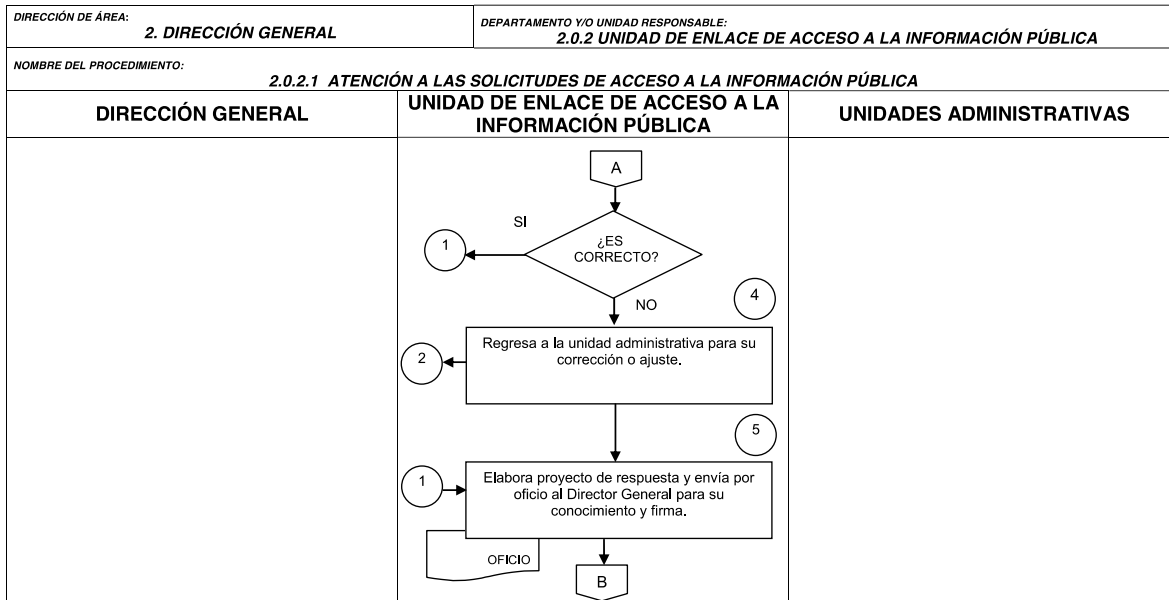 DIRECCIÓN DE ÁREA:
2. DIRECCIÓN GENERAL
DEPARTAMENTO Y/O UNIDAD RESPONSABLE:
2.0.2 UNIDAD DE ENLACE DE ACCESO A LA INFORMACIÓN PÚBLICA
NOMBRE DEL PROCEDIMIENTO:
2.0.2.1 ATENCIÓN A LAS SOLICITUDES DE ACCESO A LA INFORMACIÓN PÚBLICA
DIRECCIÓN GENERAL
UNIDAD DE ENLACE DE ACCESO A LA
INFORMACIÓN PÚBLICA
UNIDADES ADMINISTRATIVAS
A
SI
1
¿ES
CORRECTO?
NO
4
2
Regresa a la unidad administrativa para su
corrección o ajuste.
5
1
Elabora proyecto de respuesta y envía por
oficio al Director General para su
conocimiento y firma.
OFICIO
B